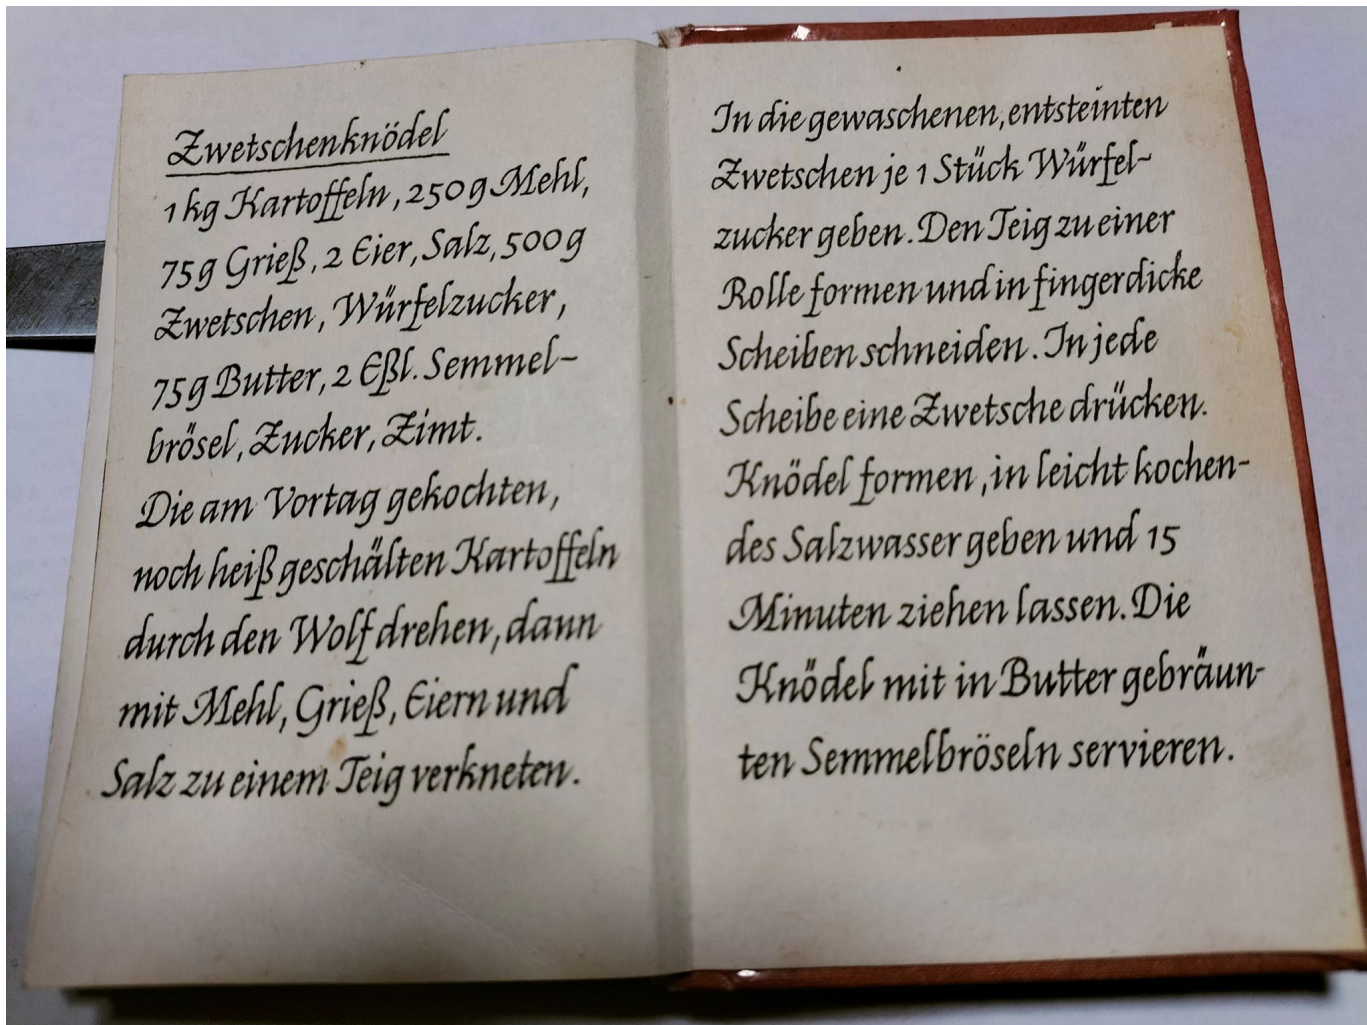 Zwetschenknödel
1 kg Kartoffeln, 250 g Mehl,
75 g Grieß, 2 Eier, Salz, 500 g
Zwetschen, Würfelzucker,
75 g Butter, 2 Eßl. Semmel-
brösel, Zucker, Zimt.
Die am Vortag gekochten,
noch heiß geschälten Kartoffeln
durch den Wolf drehen, dann
mit Mehl, Grieß, Eiern und
Salz zu einem Teig verkneten.
In die gewaschenen, entsteinten
Zwetschen je 1 Stück Würfel-
zucker geben. Den Teig zu einer
Rolle formen und in fingerdicke
Scheiben schneiden. In jede
Scheibe eine Zwetsche drücken.
Knödel formen, in leicht kochen-
des Salzwasser geben und 15
Minuten ziehen lassen. Die
Knödel mit in Butter gebräun-
ten Semmelbröseln servieren.